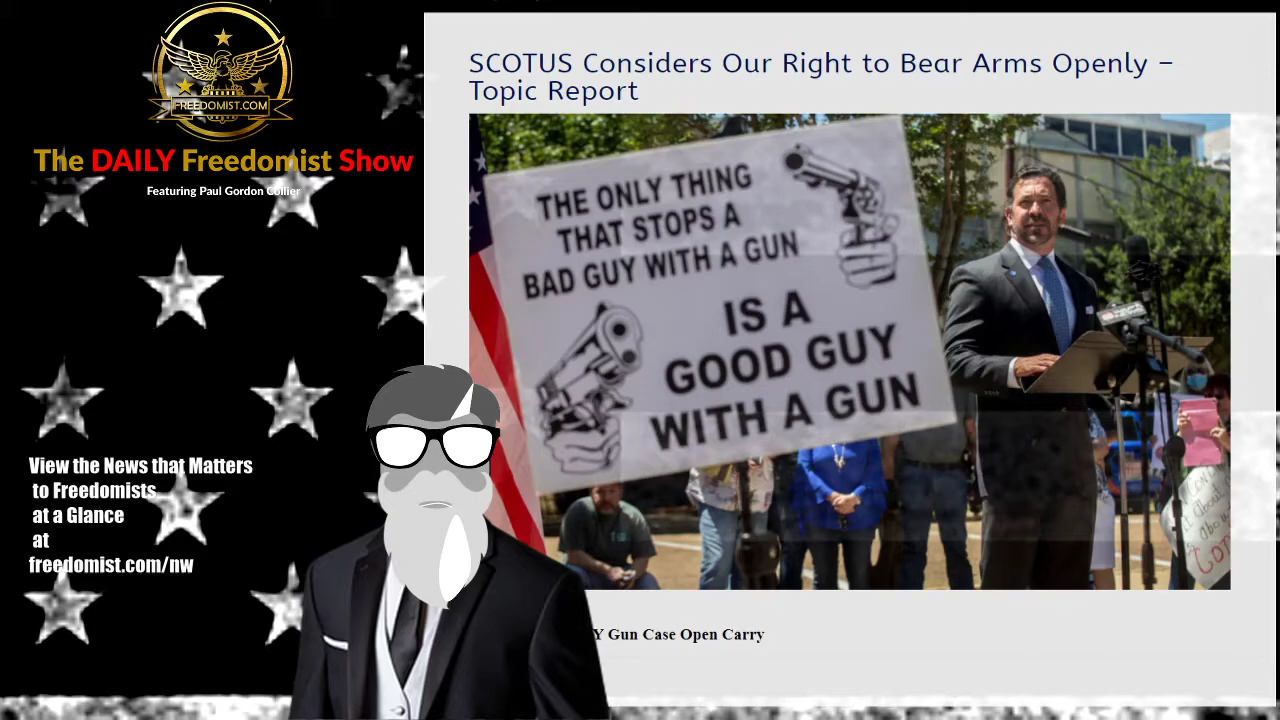 FREEDOMIST.COM
The DAILY Freedomist Show
Featuring Paul Gordon Collier
View the News that Matters
to Freedomists
at a Glance
at
freedomist.com/nw
SCOTUS Considers Our Right to Bear Arms Openly –
Topic Report
THE ONLY THING
THAT STOPS A
BAD GUY WITH A GUN
IS A
GOOD GUY
WITH A GUN
Y Gun Case Open Carry